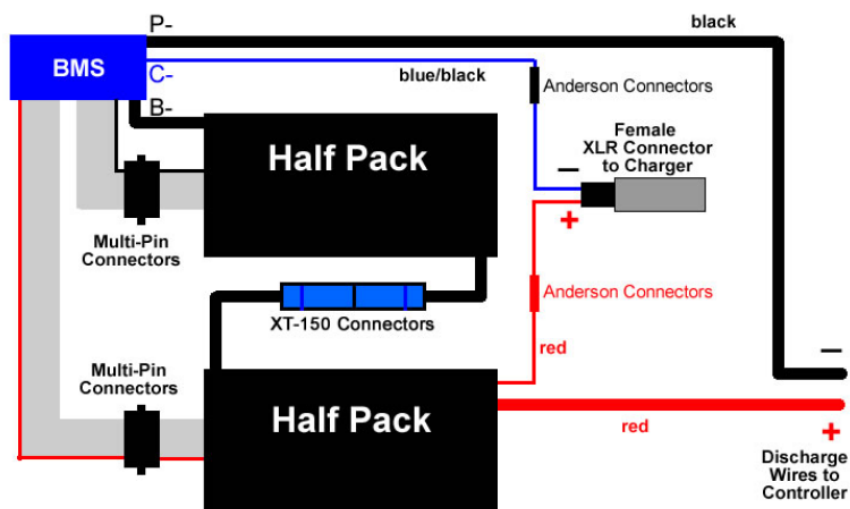 P-
black
BMS
C-
blue/black
Anderson Connectors
B-
Half Pack
Female
XLR Connector
to Charger
−
+
Multi-Pin
Connectors
XT-150 Connectors
Anderson Connectors
red
Multi-Pin
Connectors
Half Pack
−
red
+
Discharge
Wires to
Controller